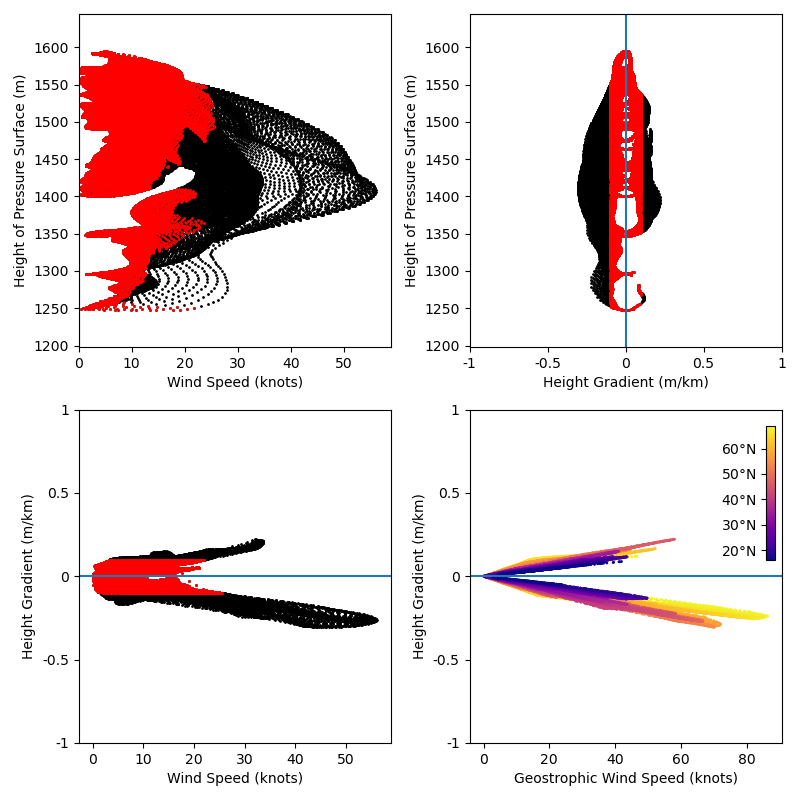 1600
1550
1500
1450
1400
1350
1300
1250
1200
Height of Pressure Surface (m)
0 10 20 30 40 50
Wind Speed (knots)
1600
1550
1500
1450
1400
1350
1300
1250
1200
Height of Pressure Surface (m)
-1 -0.5 0 0.5 1
Height Gradient (m/km)
1
0.5
0
-0.5
-1
Height Gradient (m/km)
0 10 20 30 40 50
Wind Speed (knots)
1
0.5
0
-0.5
-1
Height Gradient (m/km)
60°N
50°N
40°N
30°N
20°N
0 20 40 60 80
Geostrophic Wind Speed (knots)